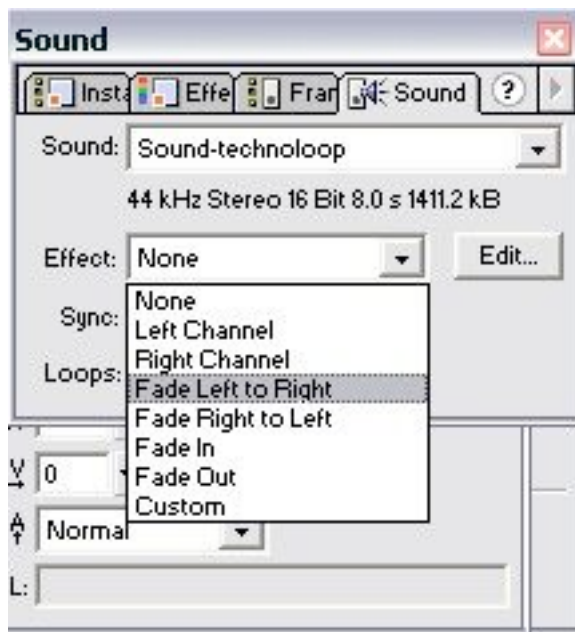 Sound
Insta Effe Fran Sound ?
Sound: Sound-technoloop
44 kHz Stereo 16 Bit 8.0 s 1411.2 kB
Effect: None Edit...
Sync:
None
Left Channel
Right Channel
Loops:
Fade Left to Right
Fade Right to Left
Fade In
Fade Out
Custom
0
Normal
L: